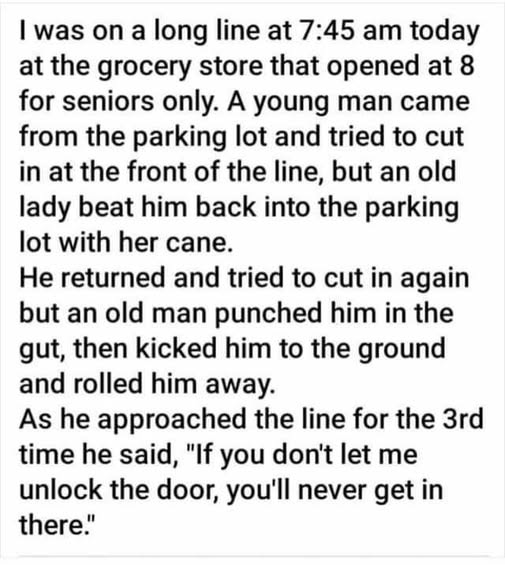 I was on a long line at 7:45 am today
at the grocery store that opened at 8
for seniors only. A young man came
from the parking lot and tried to cut
in at the front of the line, but an old
lady beat him back into the parking
lot with her cane.
He returned and tried to cut in again
but an old man punched him in the
gut, then kicked him to the ground
and rolled him away.
As he approached the line for the 3rd
time he said, "If you don't let me
unlock the door, you'll never get in
there."